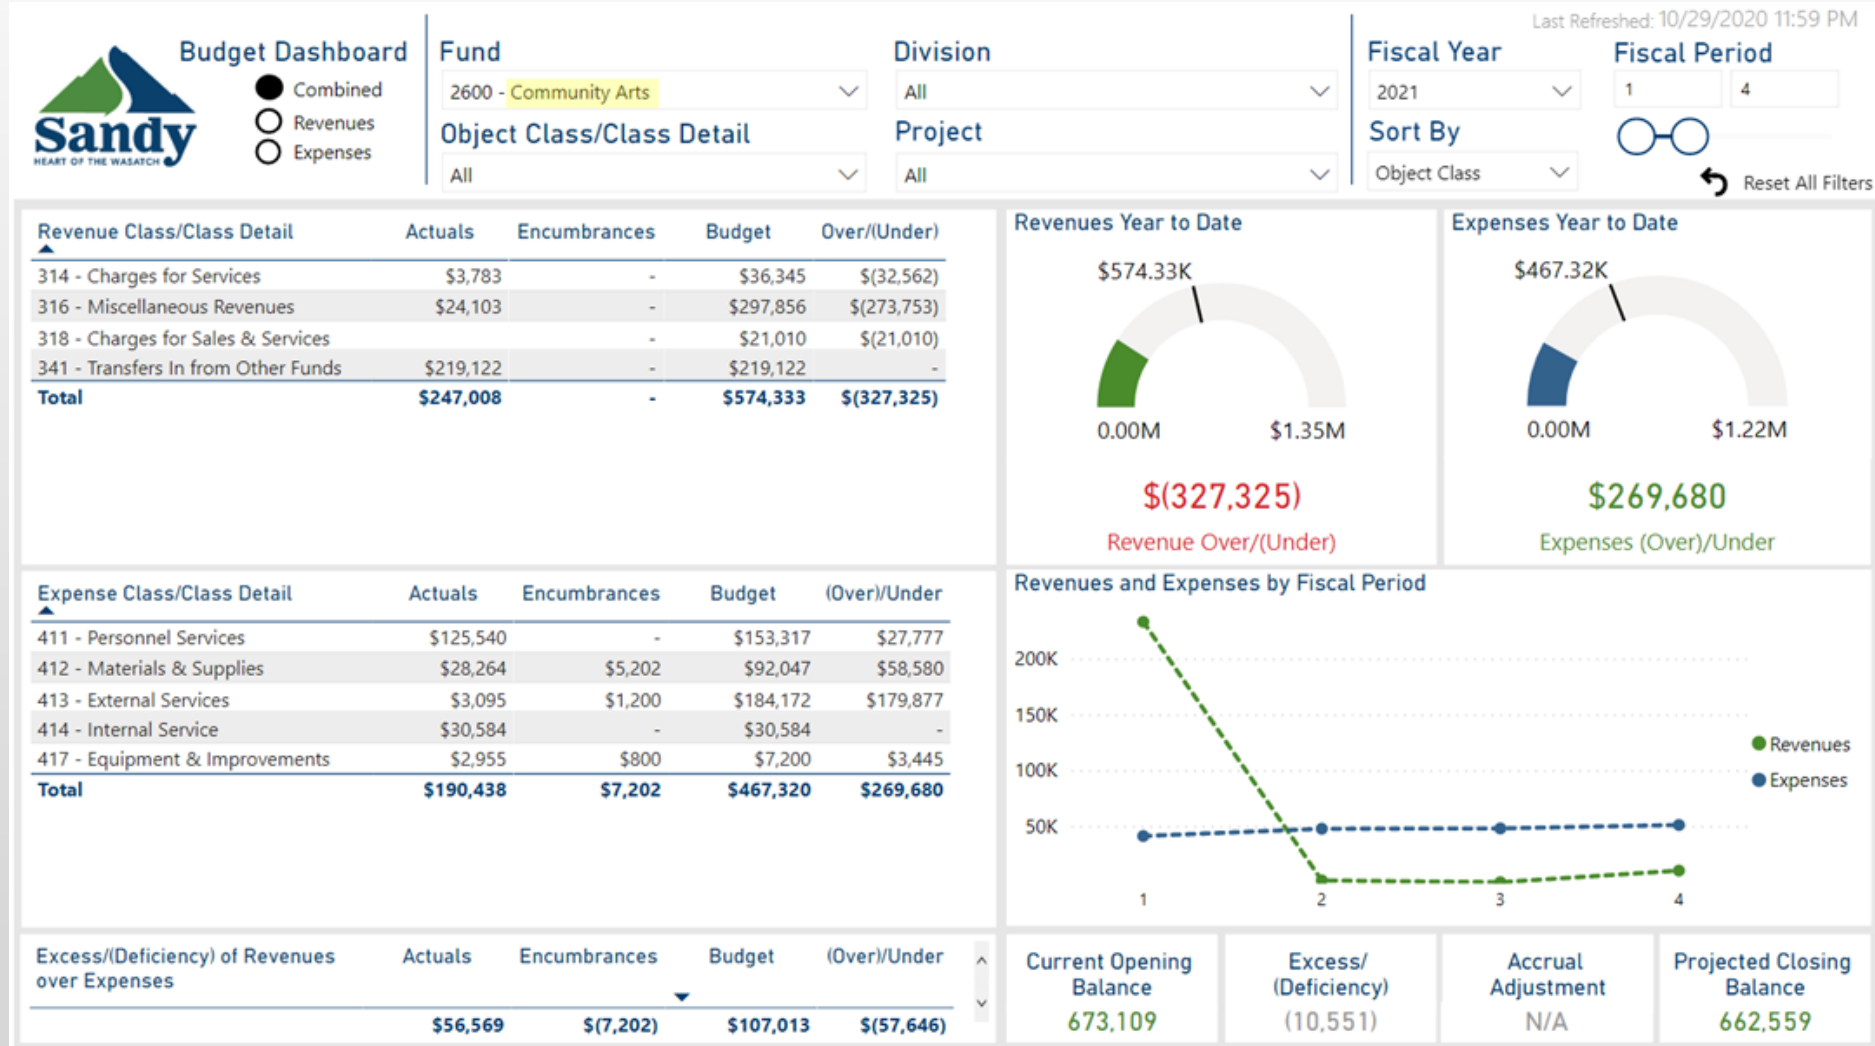 Last Refreshed: 10/29/2020 11:59 PM
Sandy
HEART OF THE WASATCH
Budget Dashboard
Combined
Revenues
Expenses
Fund
2600 - Community Arts
Object Class/Class Detail
All
Division
All
Project
All
Fiscal Year
2021
Sort By
Object Class
Fiscal Period
1 4
Reset All Filters
Revenue Class/Class Detail Actuals Encumbrances Budget Over/(Under)
314 - Charges for Services $3,783 - $36,345 $(32,562)
316 - Miscellaneous Revenues $24,103 - $297,856 $(273,753)
318 - Charges for Sales & Services - $21,010 $(21,010)
341 - Transfers In from Other Funds $219,122 - $219,122 -
Total $247,008 - $574,333 $(327,325)
Revenues Year to Date
$574.33K
0.00M $1.35M
$(327,325)
Revenue Over/(Under)
Expenses Year to Date
$467.32K
0.00M $1.22M
$269,680
Expenses (Over)/Under
Expense Class/Class Detail Actuals Encumbrances Budget (Over)/Under
411 - Personnel Services $125,540 - $153,317 $27,777
412 - Materials & Supplies $28,264 $5,202 $92,047 $58,580
413 - External Services $3,095 $1,200 $184,172 $179,877
414 - Internal Service $30,584 - $30,584 -
417 - Equipment & Improvements $2,955 $800 $7,200 $3,445
Total $190,438 $7,202 $467,320 $269,680
Revenues and Expenses by Fiscal Period
200K
150K
100K
50K
1 2 3 4
Revenues
Expenses
Excess/(Deficiency) of Revenues
over Expenses
Actuals Encumbrances Budget (Over)/Under
$56,569 $(7,202) $107,013 $(57,646)
Current Opening
Balance
673,109
Excess/
(Deficiency)
(10,551)
Accrual
Adjustment
N/A
Projected Closing
Balance
662,559